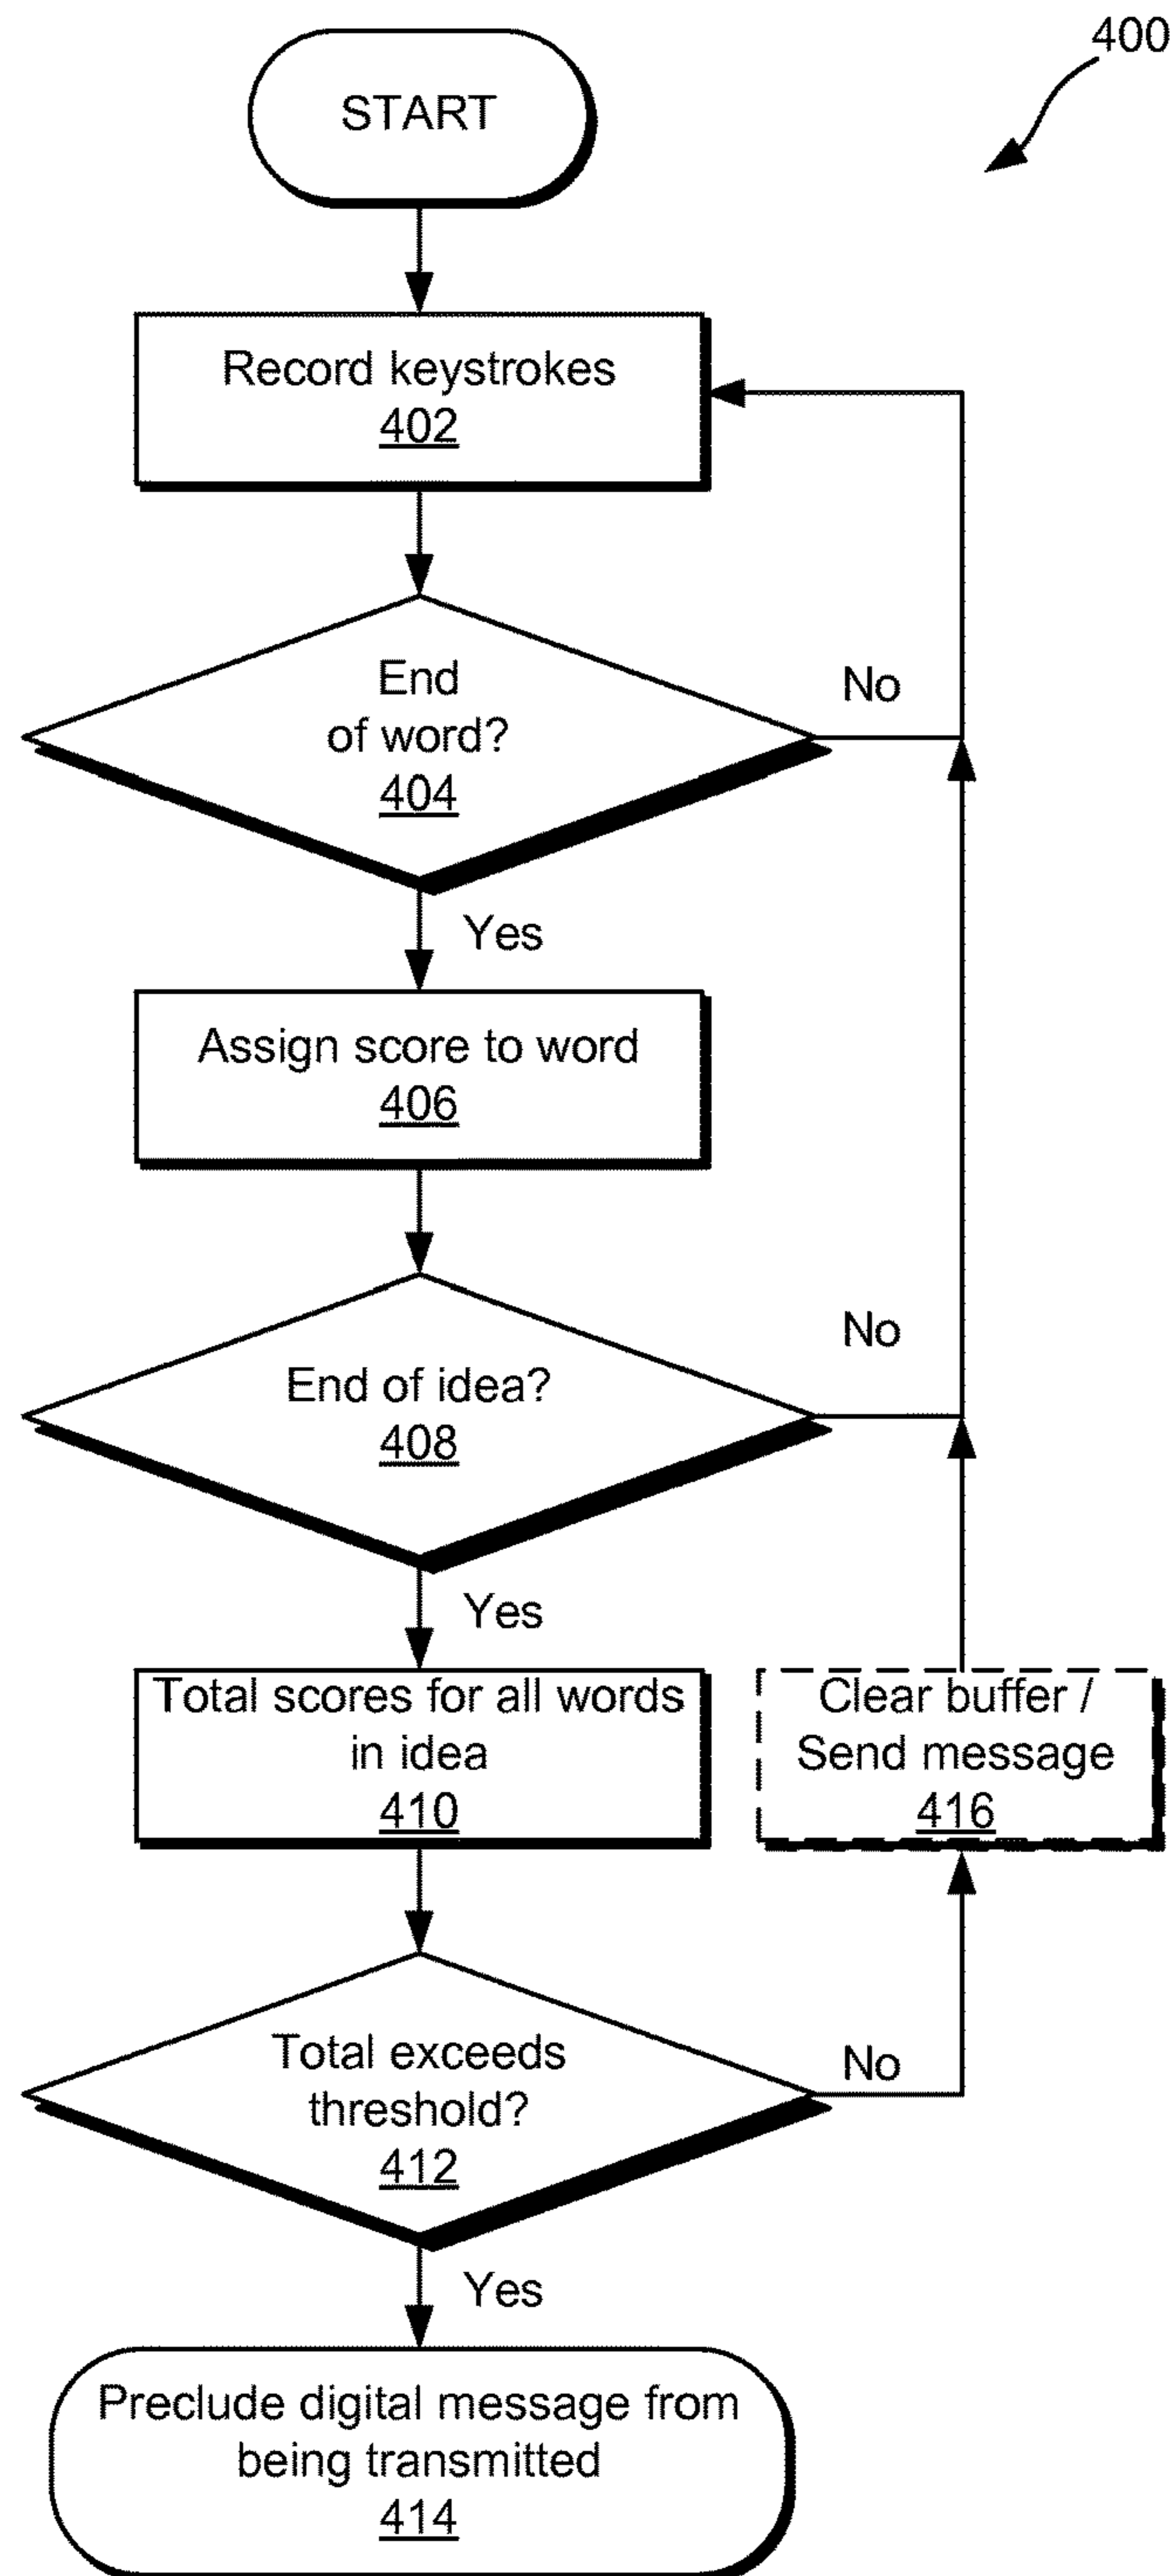 400
START
Record keystrokes
402
End
of word?
404
No
Yes
Assign score to word
406
End of idea?
408
No
Yes
Total scores for all words
in idea
410
Clear buffer /
Send message
416
Total exceeds
threshold?
412
No
Yes
Preclude digital message from
being transmitted
414